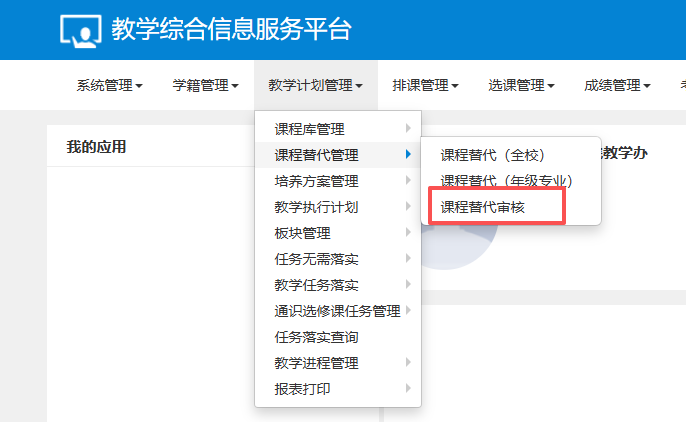 教学综合信息服务平台
系统管理
学籍管理
教学计划管理
排课管理
选课管理
成绩管理
我的应用
课程库管理
课程替代管理
培养方案管理
教学执行计划
板块管理
任务无需落实
教学任务落实
通识选修课任务管理
任务落实查询
教学进程管理
报表打印
课程替代（全校）
课程替代（年级专业）
课程替代审核
教学办